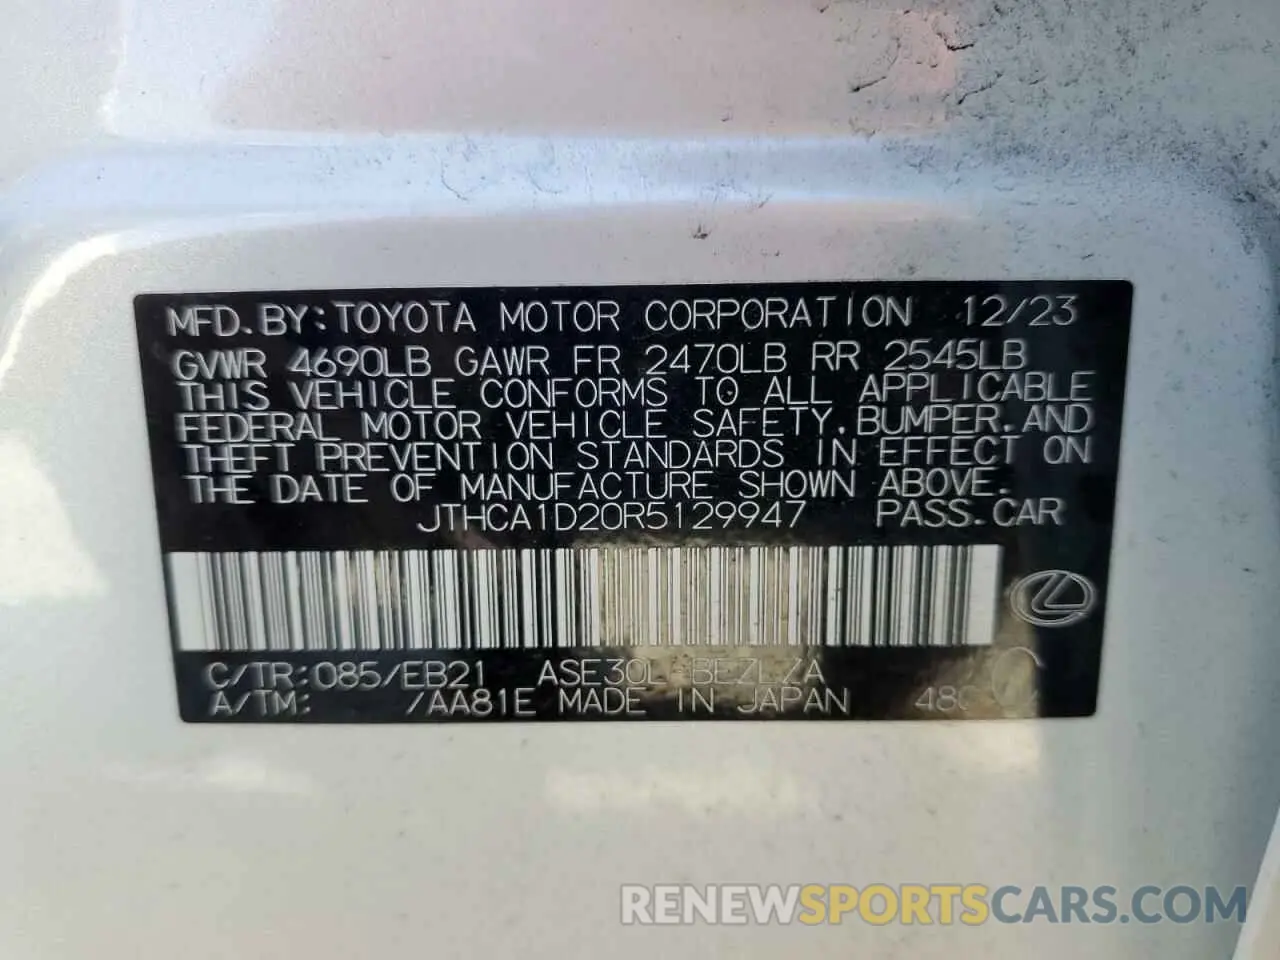 MFD.BY:TOYOTA MOTOR CORPORATION 12/23
GVWR 4690LB GAWR FR 2470LB RR 2545LB
THIS VEHICLE CONFORMS TO ALL APPLICABLE
FEDERAL MOTOR VEHICLE SAFETY,BUMPER,AND
THEFT PREVENTION STANDARDS IN EFFECT ON
THE DATE OF MANUFACTURE SHOWN ABOVE.
JTHCA1D20R5129947 PASS.CAR
C/TR:085/EB21 ASE30L-BEZLZA
A/TM: /AA81E MADE IN JAPAN
RENEWSPORTSCARS.COM